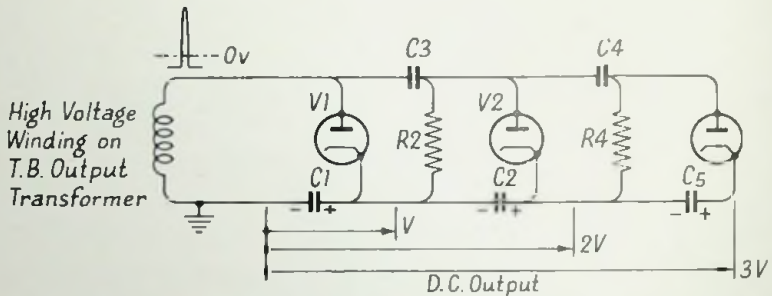 0v
C3
C4
High Voltage
Winding on
T.B. Output
Transformer
V1
R2
V2
R4
C1
C2
C5
- +
- +
- +
V
2V
3V
D.C. Output